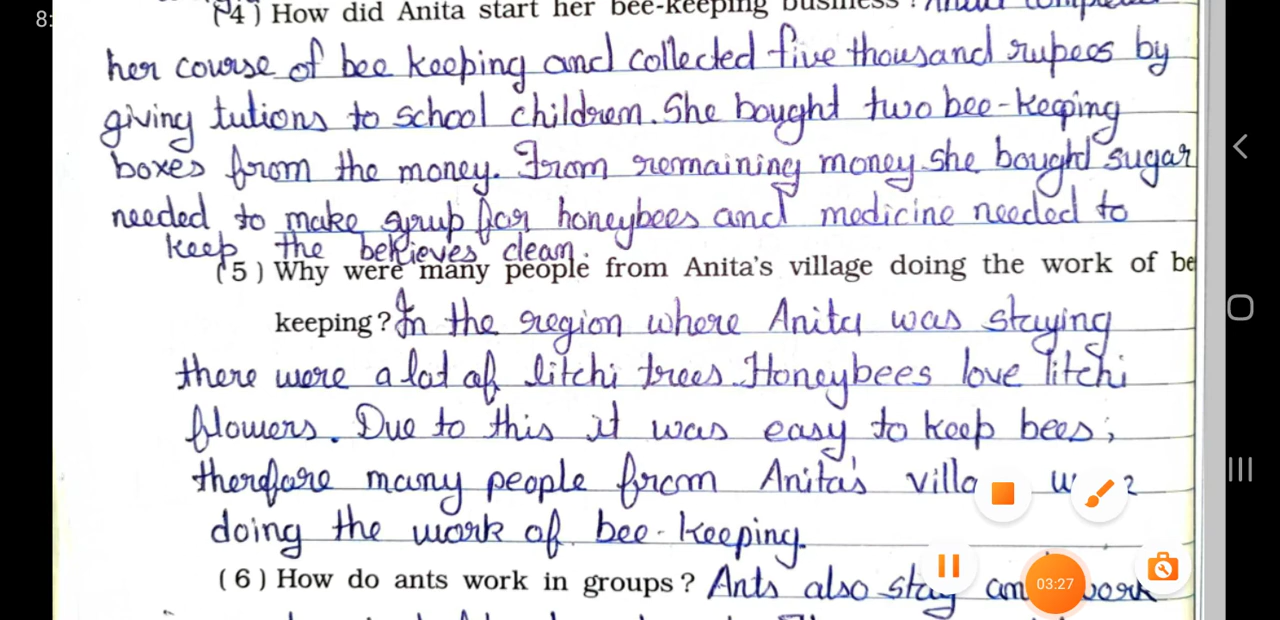 8:
(4) How did Anita start her bee-keeping business?
her course of bee keeping and collected five thousand rupees by
giving tutions to school children. She bought two bee-keeping
boxes from the money. From remaining money she bought sugar
needed to make syrup for honeybees and medicine needed to
keep the clean.
(5) Why were many people from Anita's village doing the work of be
keeping? In the region where Anita was staying
there were a lot of litchi trees. Honeybees love litchi
flowers. Due to this it was easy to keep bees;
therefore many people from Anita's villa
doing the work of bee-keeping.
03:27
(6) How do ants work in groups? Ants also stay an work